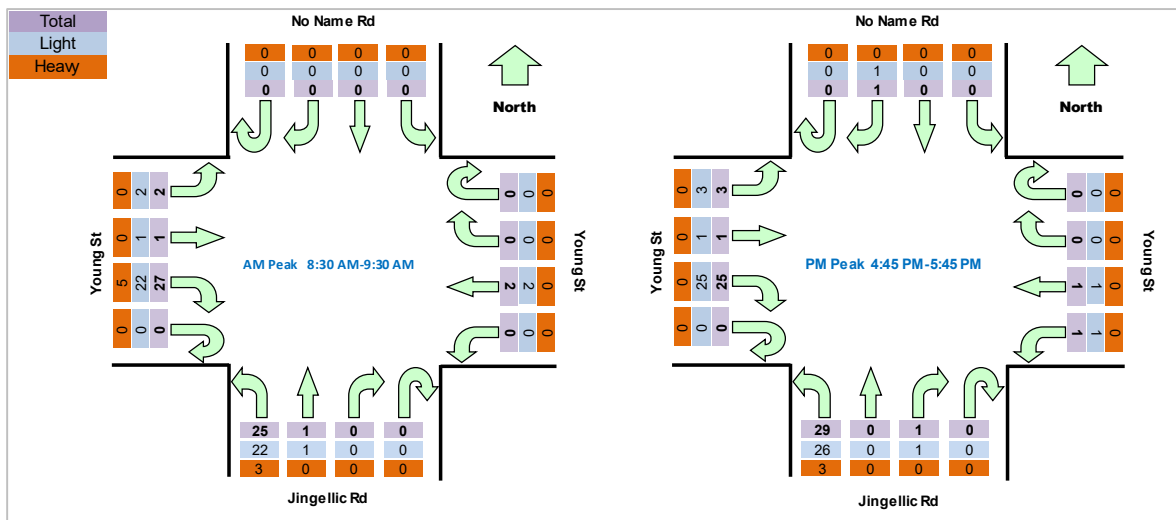 Total
Light
Heavy
No Name Rd
0 0 0 0
0 0 0 0
0 0 0 0
North
Young St
0 2 2
0 1 1
5 22 27
0 0 0
AM Peak 8:30 AM-9:30 AM
0 0 0
0 0 0
2 2 0
0 0 0
Young St
25 1 0 0
22 1 0 0
3 0 0 0
Jingellic Rd
No Name Rd
0 0 0 0
0 1 0 0
0 1 0 0
North
Young St
0 3 3
0 1 1
0 25 25
0 0 0
PM Peak 4:45 PM-5:45 PM
0 0 0
0 0 0
1 1 0
1 1 0
Young St
29 0 1 0
26 0 1 0
3 0 0 0
Jingellic Rd